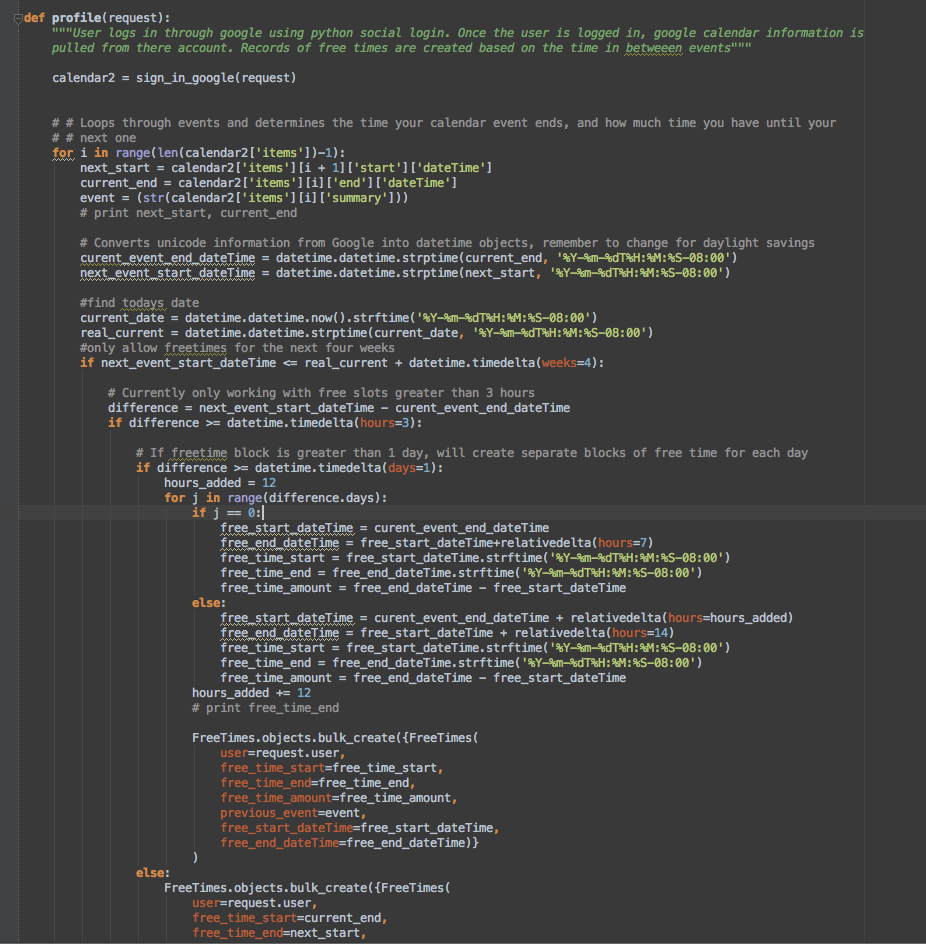 def profile(request):
    """User logs in through google using python social login. Once the user is logged in, google calendar information is
    pulled from there account. Records of free times are created based on the time in betweeen events"""

    calendar2 = sign_in_google(request)


    # # Loops through events and determines the time your calendar event ends, and how much time you have until your
    # # next one
    for i in range(len(calendar2['items'])-1):
        next_start = calendar2['items'][i + 1]['start']['dateTime']
        current_end = calendar2['items'][i]['end']['dateTime']
        event = (str(calendar2['items'][i]['summary']))
        # print next_start, current_end

        # Converts unicode information from Google into datetime objects, remember to change for daylight savings
        curent_event_end_dateTime = datetime.datetime.strptime(current_end, '%Y-%m-%dT%H:%M:%S-08:00')
        next_event_start_dateTime = datetime.datetime.strptime(next_start, '%Y-%m-%dT%H:%M:%S-08:00')

        #find todays date
        current_date = datetime.datetime.now().strftime('%Y-%m-%dT%H:%M:%S-08:00')
        real_current = datetime.datetime.strptime(current_date, '%Y-%m-%dT%H:%M:%S-08:00')
        #only allow freetimes for the next four weeks
        if next_event_start_dateTime <= real_current + datetime.timedelta(weeks=4):

            # Currently only working with free slots greater than 3 hours
            difference = next_event_start_dateTime - curent_event_end_dateTime
            if difference >= datetime.timedelta(hours=3):

                # If freetime block is greater than 1 day, will create separate blocks of free time for each day
                if difference >= datetime.timedelta(days=1):
                    hours_added = 12
                    for j in range(difference.days):
                        if j == 0:
                            free_start_dateTime = curent_event_end_dateTime
                            free_end_dateTime = free_start_dateTime+relativedelta(hours=7)
                            free_time_start = free_start_dateTime.strftime('%Y-%m-%dT%H:%M:%S-08:00')
                            free_time_end = free_end_dateTime.strftime('%Y-%m-%dT%H:%M:%S-08:00')
                            free_time_amount = free_end_dateTime - free_start_dateTime
                        else:
                            free_start_dateTime = curent_event_end_dateTime + relativedelta(hours=hours_added)
                            free_end_dateTime = free_start_dateTime + relativedelta(hours=14)
                            free_time_start = free_start_dateTime.strftime('%Y-%m-%dT%H:%M:%S-08:00')
                            free_time_end = free_end_dateTime.strftime('%Y-%m-%dT%H:%M:%S-08:00')
                            free_time_amount = free_end_dateTime - free_start_dateTime
                        hours_added += 12
                        # print free_time_end

                        FreeTimes.objects.bulk_create({FreeTimes(
                            user=request.user,
                            free_time_start=free_time_start,
                            free_time_end=free_time_end,
                            free_time_amount=free_time_amount,
                            previous_event=event,
                            free_start_dateTime=free_start_dateTime,
                            free_end_dateTime=free_end_dateTime)}
                        )
                else:
                    FreeTimes.objects.bulk_create({FreeTimes(
                        user=request.user,
                        free_time_start=current_end,
                        free_time_end=next_start,